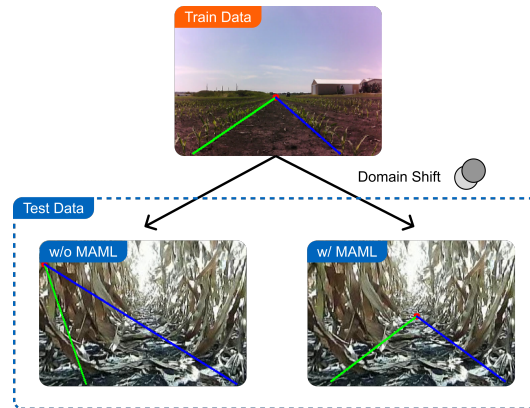 Train Data
Domain Shift
Test Data
w/o MAML
w/ MAML